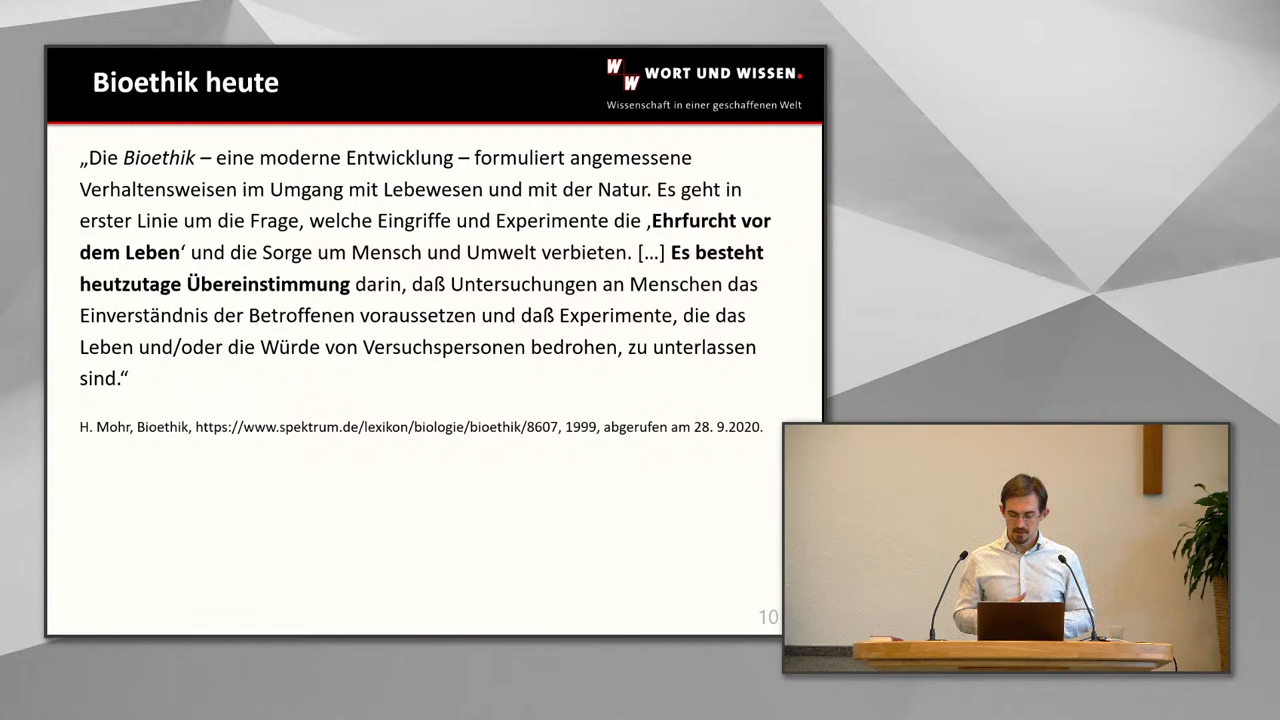 Bioethik heute
W
W
WORT UND WISSEN.
Wissenschaft in einer geschaffenen Welt
„Die Bioethik – eine moderne Entwicklung – formuliert angemessene
Verhaltensweisen im Umgang mit Lebewesen und mit der Natur. Es geht in
erster Linie um die Frage, welche Eingriffe und Experimente die ‚Ehrfurcht vor
dem Leben‘ und die Sorge um Mensch und Umwelt verbieten. […] Es besteht
heutzutage Übereinstimmung darin, daß Untersuchungen an Menschen das
Einverständnis der Betroffenen voraussetzen und daß Experimente, die das
Leben und/oder die Würde von Versuchspersonen bedrohen, zu unterlassen
sind.“
H. Mohr, Bioethik, https://www.spektrum.de/lexikon/biologie/bioethik/8607, 1999, abgerufen am 28. 9.2020.
10